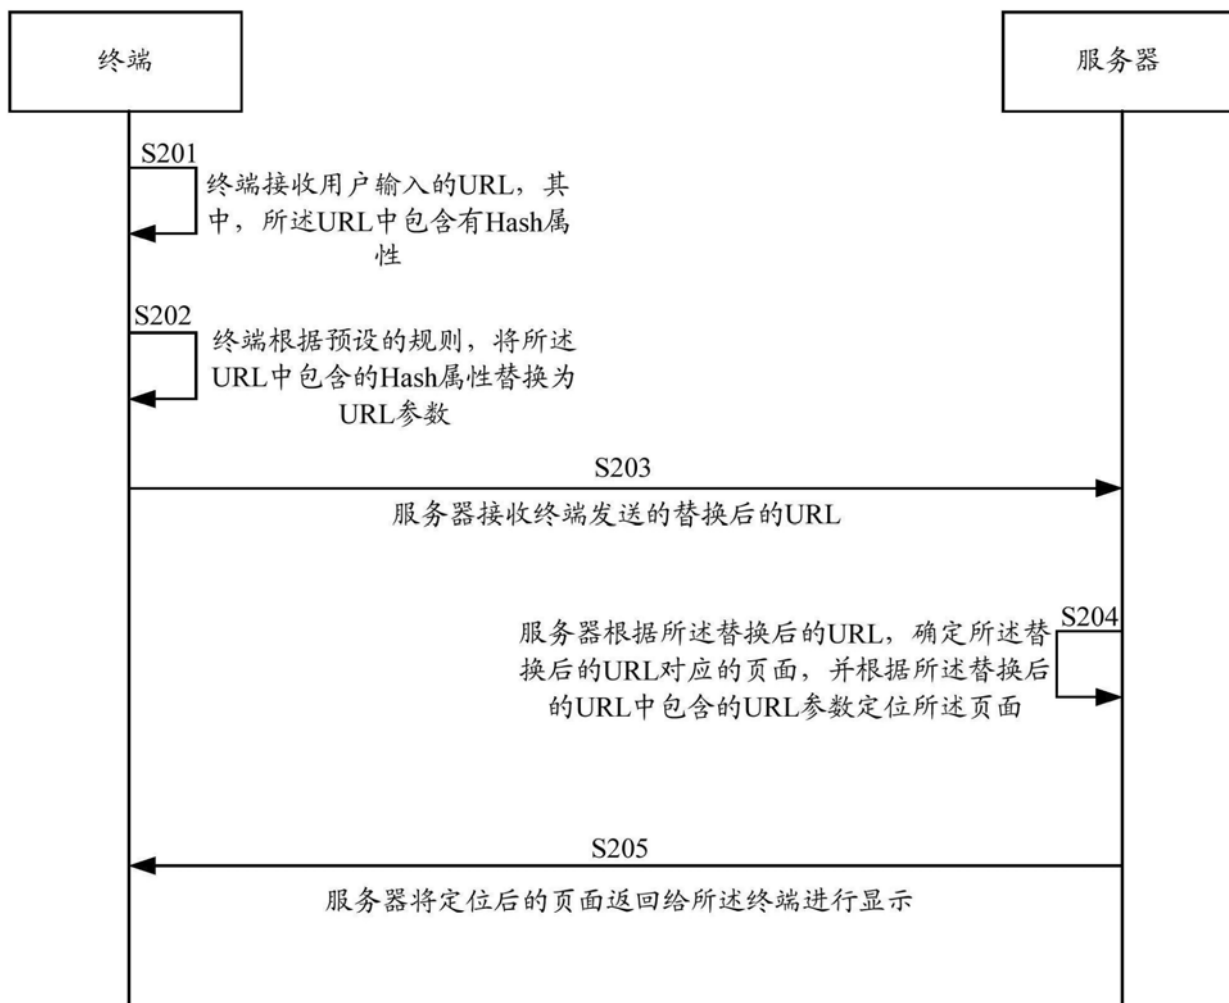 终端
服务器
S201
终端接收用户输入的URL，其
中，所述URL中包含有Hash属
性
S202
终端根据预设的规则，将所述
URL中包含的Hash属性替换为
URL参数
S203
服务器接收终端发送的替换后的URL
S204
服务器根据所述替换后的URL，确定所述替
换后的URL对应的页面，并根据所述替换后
的URL中包含的URL参数定位所述页面
S205
服务器将定位后的页面返回给所述终端进行显示